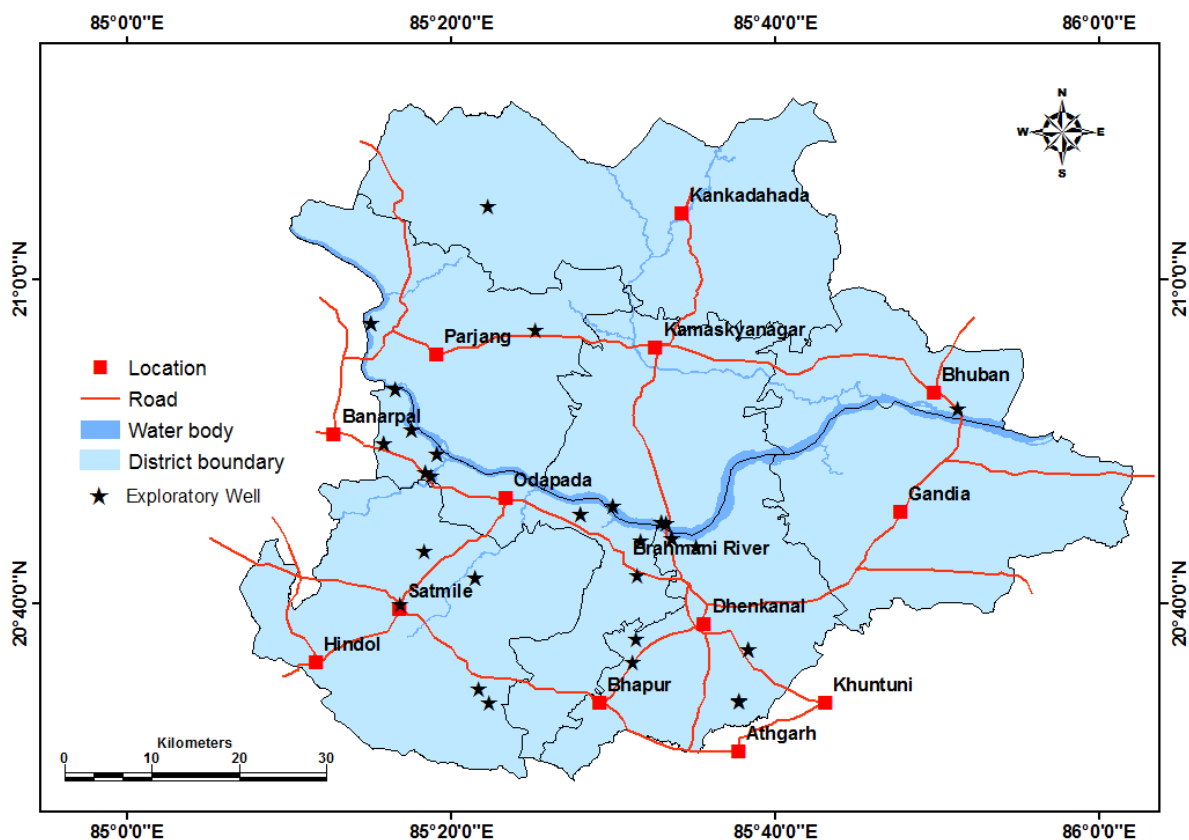 85°0'0"E 85°20'0"E 85°40'0"E 86°0'0"E
N
W E
S
Kankadahada
21°0'0"N 21°0'0"N
Kamaskyanagar
Parjang
Location
Bhuban
Road
Banarpal
Water body
District boundary
Odapada
Exploratory Well
Gandia
Brahmani River
Satmile
Dhenkanal
20°40'0"N 20°40'0"N
Hindol
Bhapur
Khuntuni
Athgarh
Kilometers
0 10 20 30
85°0'0"E 85°20'0"E 85°40'0"E 86°0'0"E